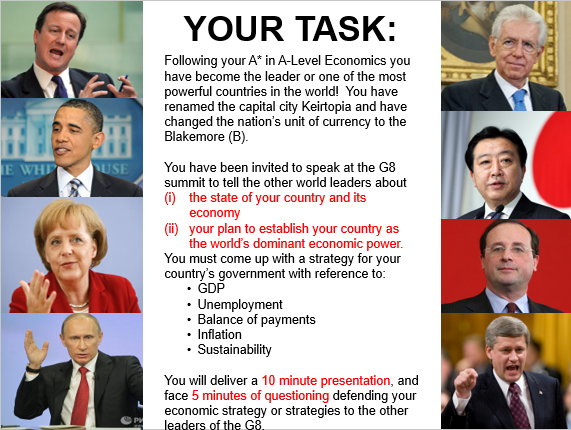 YOUR TASK:
Following your A* in A-Level Economics you
have become the leader or one of the most
powerful countries in the world!  You have
renamed the capital city Keirtopia and have
changed the nation's unit of currency to the
Blakemore (B).
You have been invited to speak at the G8
summit to tell the other world leaders about
(i) the state of your country and its
economy
(ii) your plan to establish your country as
the world's dominant economic power.
You must come up with a strategy for your
country's government with reference to:
• GDP
• Unemployment
• Balance of payments
• Inflation
• Sustainability
You will deliver a 10 minute presentation, and
face 5 minutes of questioning defending your
economic strategy or strategies to the other
leaders of the G8.
THE WHITE HOUSE